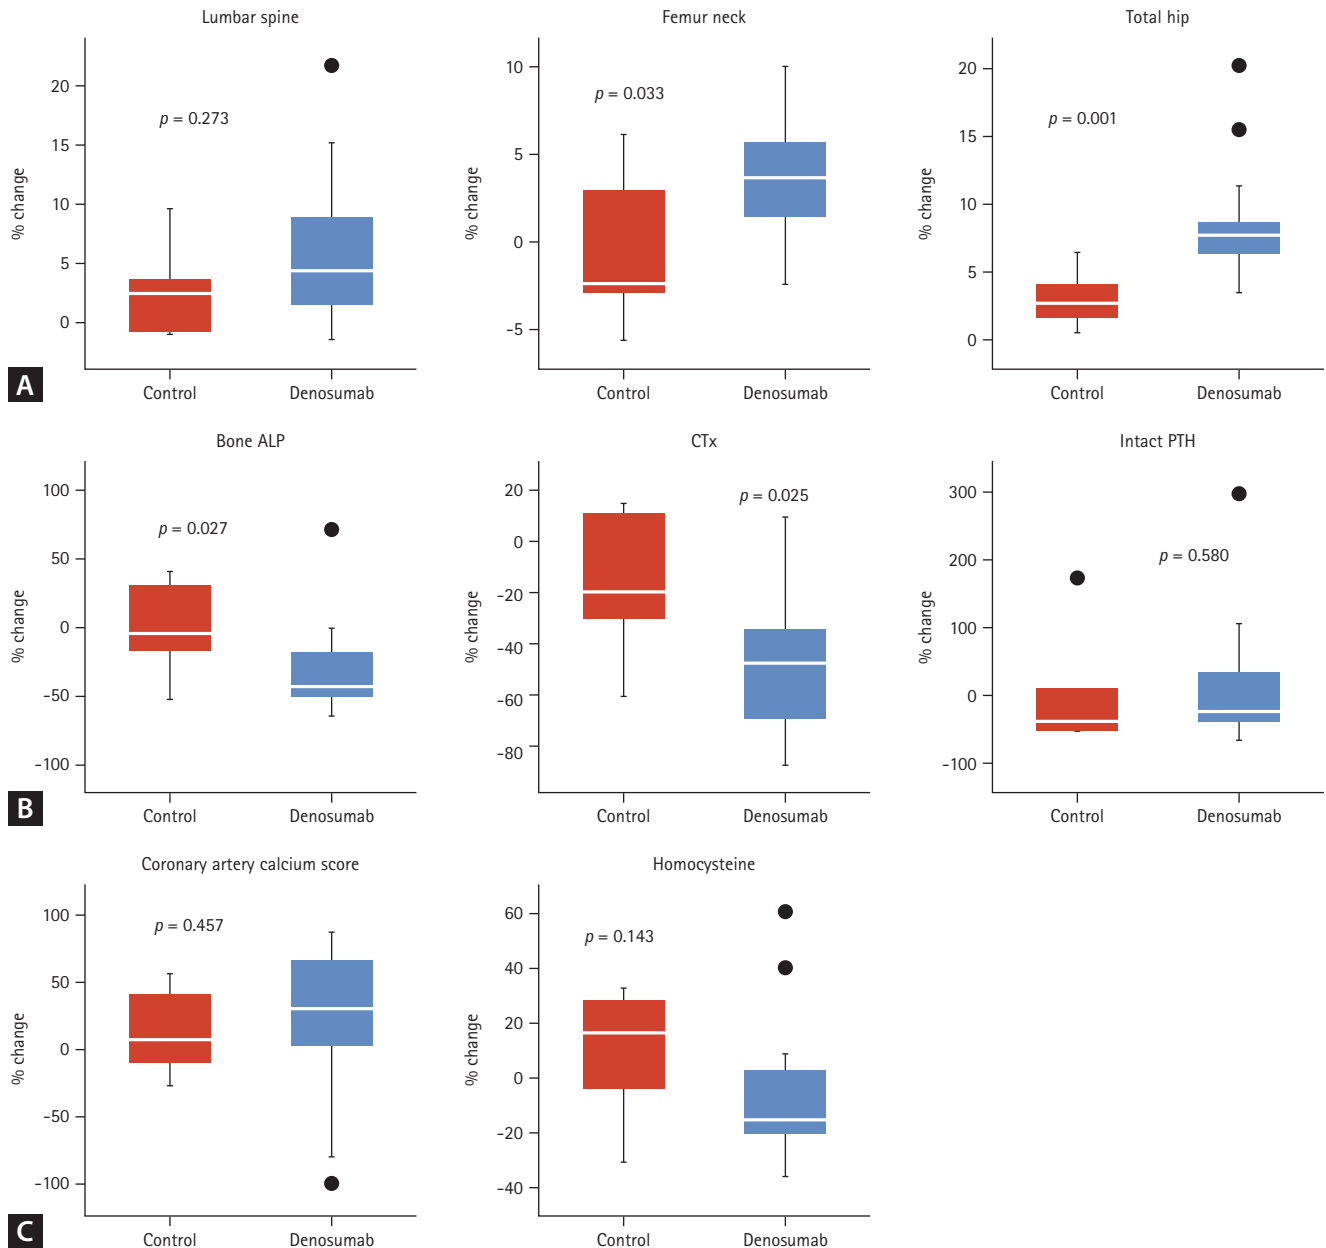 Lumbar spine
Femur neck
Total hip
% change
20
15
10
5
0
p = 0.273
Control
Denosumab
% change
10
5
0
-5
p = 0.033
Control
Denosumab
% change
20
15
10
5
0
p = 0.001
Control
Denosumab
A
Bone ALP
CTx
Intact PTH
% change
100
50
0
-50
-100
p = 0.027
Control
Denosumab
% change
20
0
-20
-40
-60
-80
p = 0.025
Control
Denosumab
% change
300
200
100
0
-100
p = 0.580
Control
Denosumab
B
Coronary artery calcium score
Homocysteine
% change
100
50
0
-50
-100
p = 0.457
Control
Denosumab
% change
60
40
20
0
-20
-40
p = 0.143
Control
Denosumab
C